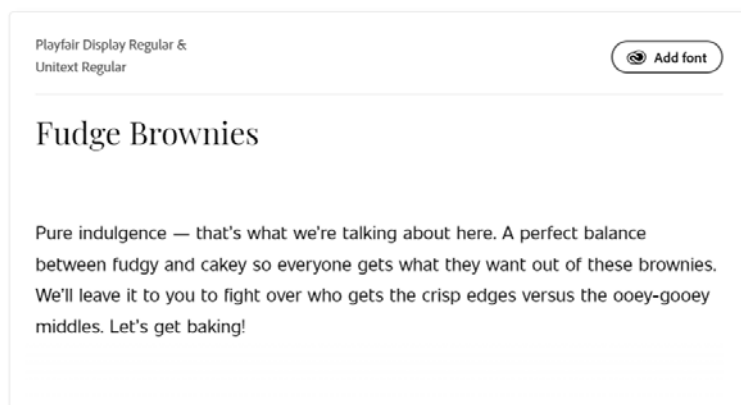 Playfair Display Regular &
Unitext Regular
Add font
Fudge Brownies
Pure indulgence — that's what we're talking about here. A perfect balance
between fudgy and cakey so everyone gets what they want out of these brownies.
We'll leave it to you to fight over who gets the crisp edges versus the ooey-gooey
middles. Let's get baking!